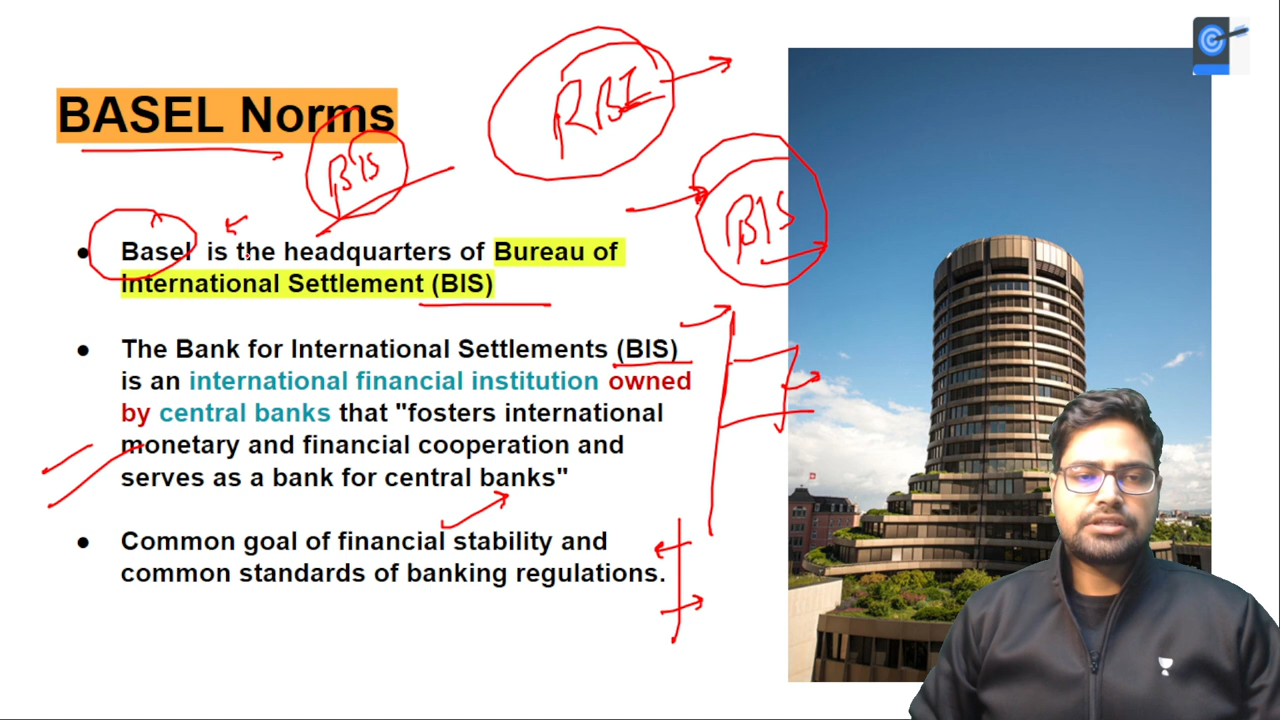 BASEL Norms
RBI
BIS
BIS
● Basel is the headquarters of Bureau of
International Settlement (BIS)
● The Bank for International Settlements (BIS)
is an international financial institution owned
by central banks that "fosters international
monetary and financial cooperation and
serves as a bank for central banks"
● Common goal of financial stability and
common standards of banking regulations.